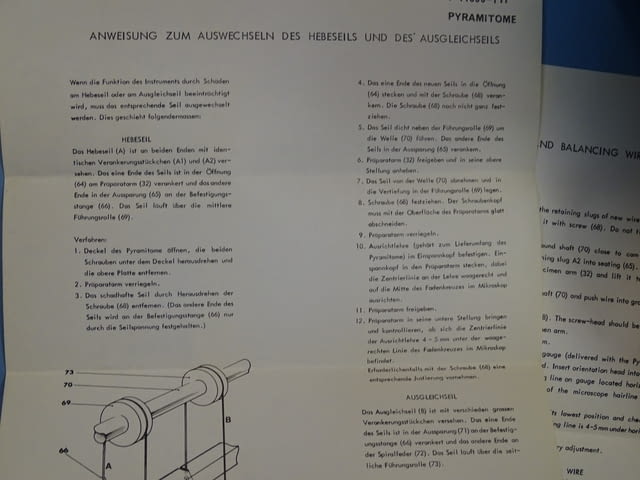 PYRAMITOME
ANWEISUNG ZUM AUSWECHSELN DES HEBESEILS UND DES AUSGLEICHSEILS
Wenn die Funktion des Instruments durch Schäden
am Hebeseil oder am Ausgleichseil beeinträchtigt
wird, muss das entsprechende Seil ausgewechselt
werden. Dies geschieht folgendermassen:
HEBESEIL
Das Hebeseil (A) ist an beiden Enden mit iden-
tischen Verankerungsstückchen (A1) und (A2) ver-
sehen. Das eine Ende des Seils ist in der Öffnung
(64) am Präparatarm (32) verankert und das andere
Ende in der Aussparung (65) an der Befestigungs-
stange (66). Das Seil läuft über die mittlere
Führungsrolle (69).
Verfahren:
1. Deckel des Pyramitome öffnen, die beiden
Schrauben unter dem Deckel herausdrehen und
die obere Platte entfernen.
2. Präparatarm verriegeln.
3. Das schadhafte Seil durch Herausdrehen der
Schraube (68) entfernen. (Das andere Ende des
Seils wird an der Befestigungsstange (66) nur
durch die Seilspannung festgehalten.)
73
70
69
66
A
B
4. Das eine Ende des neuen Seils in die Öffnung
(64) stecken und mit der Schraube (68) veran-
kern. Die Schraube (68) noch nicht ganz fest-
ziehen.
5. Das Seil dicht neben der Führungsrolle (69) um
die Welle (70) führen. Das andere Ende des
Seils in der Aussparung (65) verankern.
6. Präparatarm (32) freigeben und in seine obere
Stellung anheben.
7. Das Seil von der Welle (70) abnehmen und in
die Vertiefung in der Führungsrolle (69) legen.
8. Schraube (68) festziehen. Der Schraubenkopf
muss mit der Oberfläche des Präparatarms glatt
abschneiden.
9. Präparatarm verriegeln.
10. Ausrichtlehre (gehört zum Lieferumfang des
Pyramitome) im Einspannkopf befestigen. Ein-
spannkopf in den Präparatarm stecken, dabei
die Zentrierlinie an der Lehre waagerecht und
auf die Mitte des Fadenkreuzes im Mikroskop
ausrichten.
11. Präparatarm freigeben.
12. Präparatarm in seine untere Stellung bringen
und kontrollieren, ob sich die Zentrierlinie
der Ausrichtlehre 4 - 5 mm unter der waage-
rechten Linie des Fadenkreuzes im Mikroskop
befindet.
Erforderlichenfalls mit der Schraube (68) eine
entsprechende Justierung vornehmen.
AUSGLEICHSEIL
Das Ausgleichseil (B) ist mit verschieden grossen
Verankerungsstückchen versehen. Das eine Ende
des Seils ist in der Aussparung (71) an der Befestig-
ungsstange (66) verankert und das andere Ende an
der Spiralfeder (72). Das Seil läuft über die seit-
liche Führungsrolle (73).
ND BALANCING WIR
the retaining slugs of new wire
it with screw (68). Do not
ound shaft (70) close to
ing slug A2 into seating (65).
cimen arm (32) and lift
haft (70) and push wire into
8). The screw-head should be
en arm.
m.
gauge (delivered with the Py
d. Insert orientation head into
line on gauge located horiz
of the microscope hairline
ts lowest position and chec
ng line is 4-5 mm under hori
ry adjustment.
WIRE